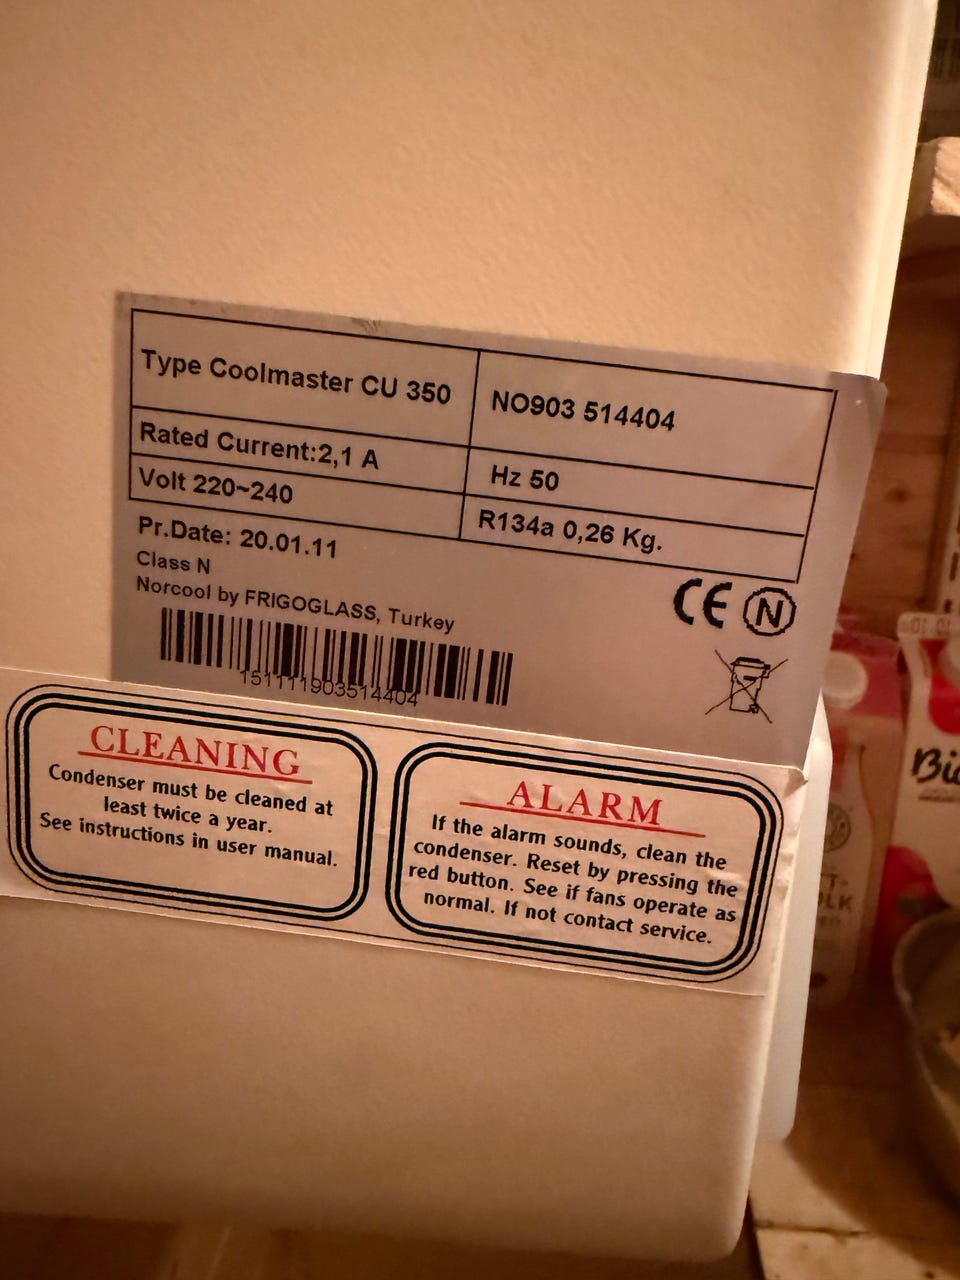 Type Coolmaster CU 350
NO903 514404
Rated Current:2,1 A
Hz 50
Volt 220~240
R134a 0,26 Kg.
Pr.Date: 20.01.11
Class N
Norcool by FRIGOGLASS, Turkey
CE N
151111903514404
CLEANING
Condenser must be cleaned at
least twice a year.
See instructions in user manual.
ALARM
If the alarm sounds, clean the
condenser. Reset by pressing the
red button. See if fans operate as
normal. If not contact service.